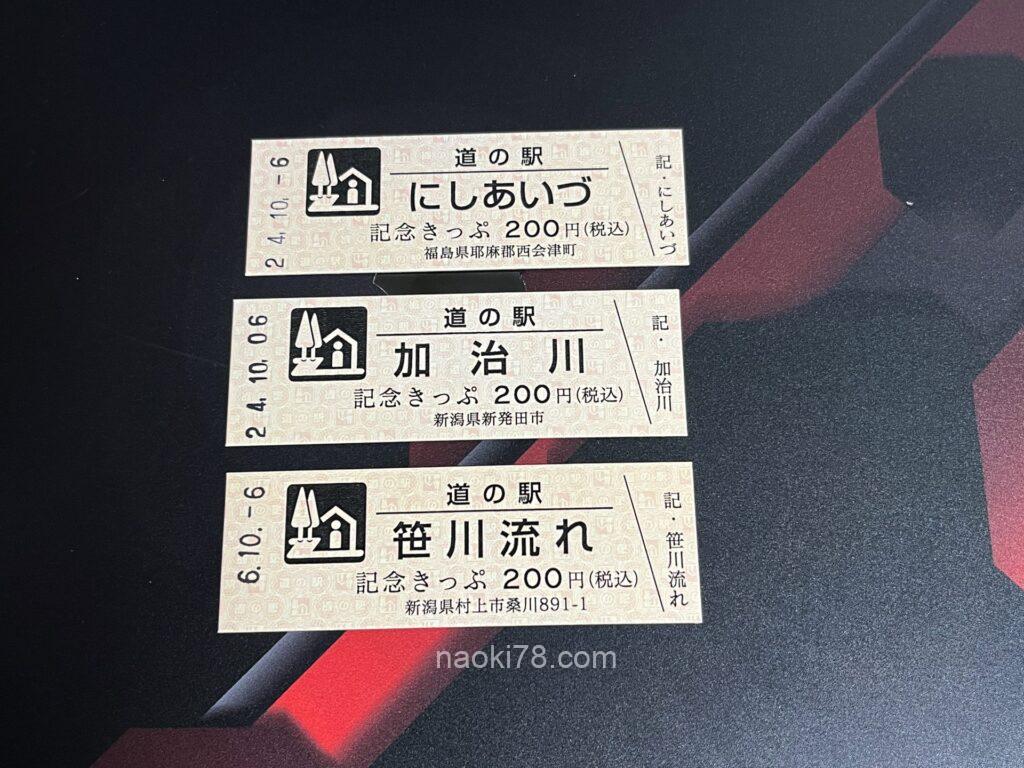 24.10.-6
道の駅
にしあいづ
記念きっぷ 200円(税込)
福島県耶麻郡西会津町
記・にしあいづ
24.10.06
道の駅
加治川
記念きっぷ 200円(税込)
新潟県新発田市
記・加治川
6.10.-6
道の駅
笹川流れ
記念きっぷ 200円(税込)
新潟県村上市桑川891-1
記・笹川流れ
naoki78.com